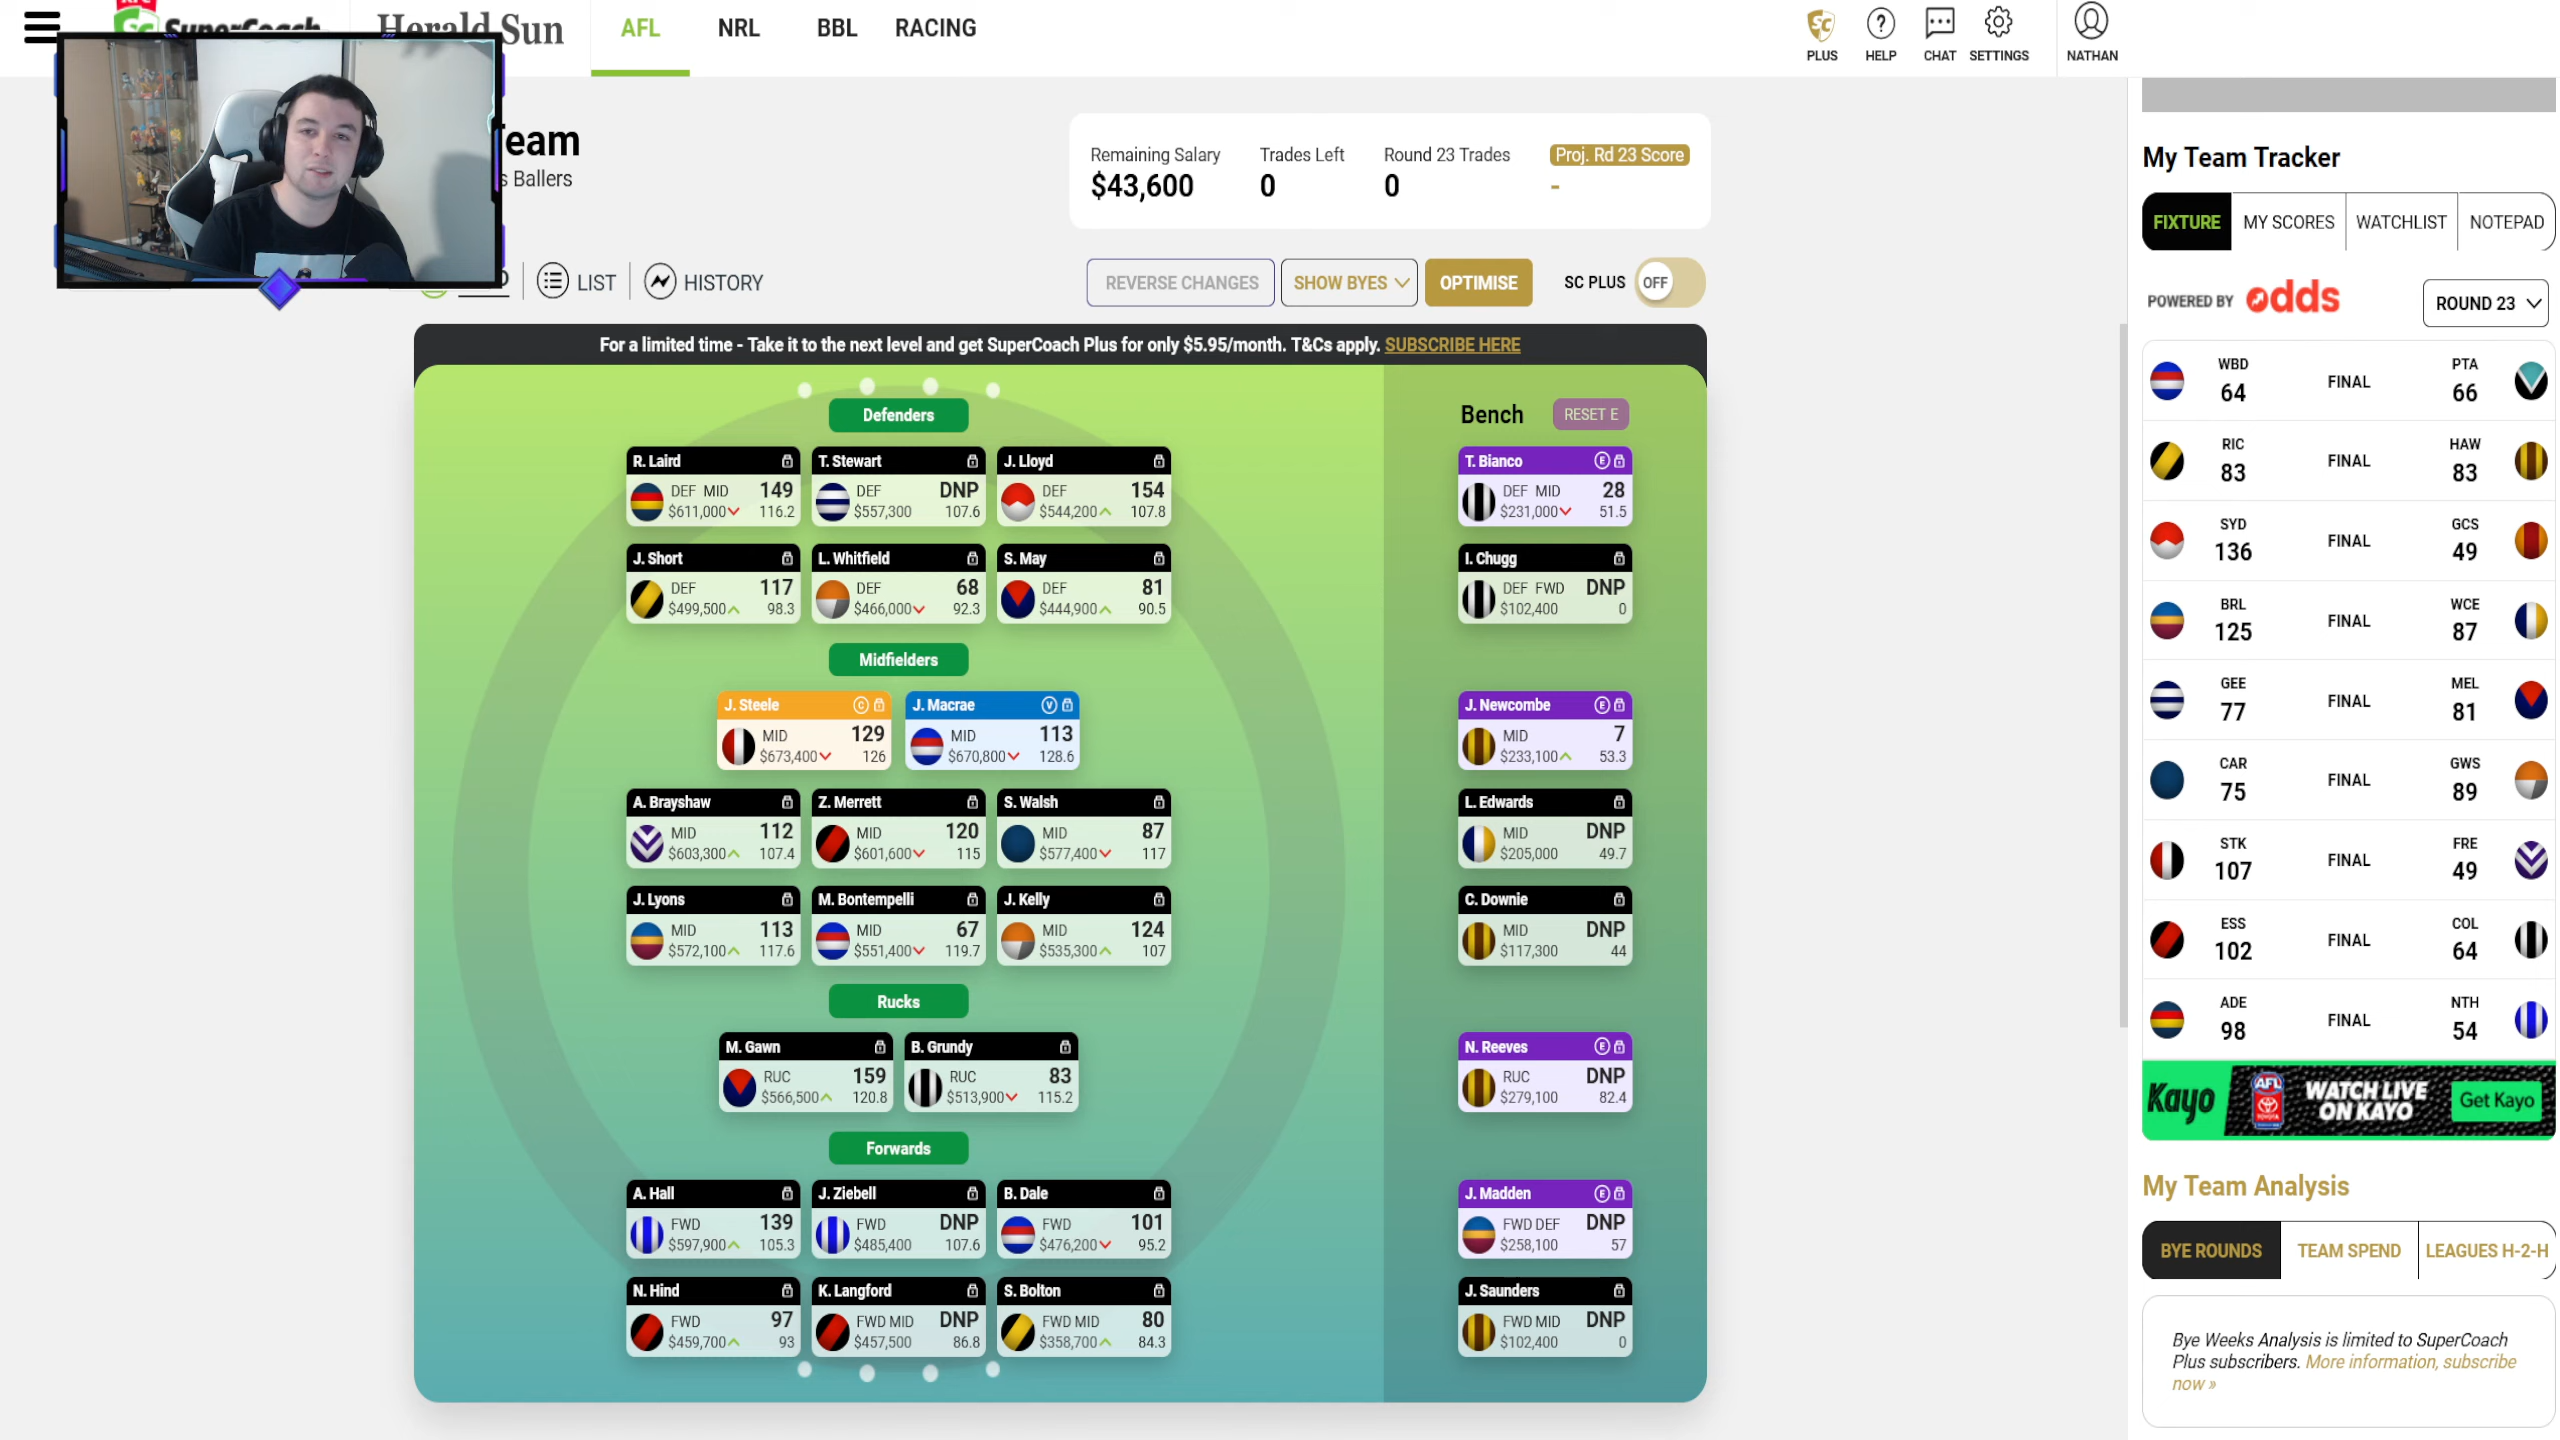 SuperCoach
Herald Sun
AFL
NRL
BBL
RACING
PLUS
HELP
CHAT
SETTINGS
NATHAN
Team
s Ballers
Remaining Salary
$43,600
Trades Left
0
Round 23 Trades
0
Proj. Rd 23 Score
-
LIST
HISTORY
REVERSE CHANGES
SHOW BYES
OPTIMISE
SC PLUS
OFF
For a limited time - Take it to the next level and get SuperCoach Plus for only $5.95/month. T&Cs apply. SUBSCRIBE HERE
Defenders
Bench
RESET E
R. Laird
DEF MID 149
$611,000 116.2
T. Stewart
DEF DNP
$557,300 107.6
J. Lloyd
DEF 154
$544,200 107.8
T. Bianco E
DEF MID 28
$231,000 51.5
J. Short
DEF 117
$499,500 98.3
L. Whitfield
DEF 68
$466,000 92.3
S. May
DEF 81
$444,900 90.5
I. Chugg
DEF FWD DNP
$102,400 0
Midfielders
J. Steele C
MID 129
$673,400 126
J. Macrae V
MID 113
$670,800 128.6
J. Newcombe E
MID 7
$233,100 53.3
A. Brayshaw
MID 112
$603,300 107.4
Z. Merrett
MID 120
$601,600 115
S. Walsh
MID 87
$577,400 117
L. Edwards
MID DNP
$205,000 49.7
J. Lyons
MID 113
$572,100 117.6
M. Bontempelli
MID 67
$551,400 119.7
J. Kelly
MID 124
$535,300 107
C. Downie
MID DNP
$117,300 44
Rucks
M. Gawn
RUC 159
$566,500 120.8
B. Grundy
RUC 83
$513,900 115.2
N. Reeves E
RUC DNP
$279,100 82.4
Forwards
A. Hall
FWD 139
$597,900 105.3
J. Ziebell
FWD DNP
$485,400 107.6
B. Dale
FWD 101
$476,200 95.2
J. Madden E
FWD DEF DNP
$258,100 57
N. Hind
FWD 97
$459,700 93
K. Langford
FWD MID DNP
$457,500 86.8
S. Bolton
FWD MID 80
$358,700 84.3
J. Saunders
FWD MID DNP
$102,400 0
My Team Tracker
FIXTURE
MY SCORES
WATCHLIST
NOTEPAD
POWERED BY odds
ROUND 23
WBD 64 FINAL PTA 66
RIC 83 FINAL HAW 83
SYD 136 FINAL GCS 49
BRL 125 FINAL WCE 87
GEE 77 FINAL MEL 81
CAR 75 FINAL GWS 89
STK 107 FINAL FRE 49
ESS 102 FINAL COL 64
ADE 98 FINAL NTH 54
Kayo
AFL
TOYOTA
WATCH LIVE
ON KAYO
Get Kayo
My Team Analysis
BYE ROUNDS
TEAM SPEND
LEAGUES H-2-H
Bye Weeks Analysis is limited to SuperCoach
Plus subscribers. More information, subscribe
now »